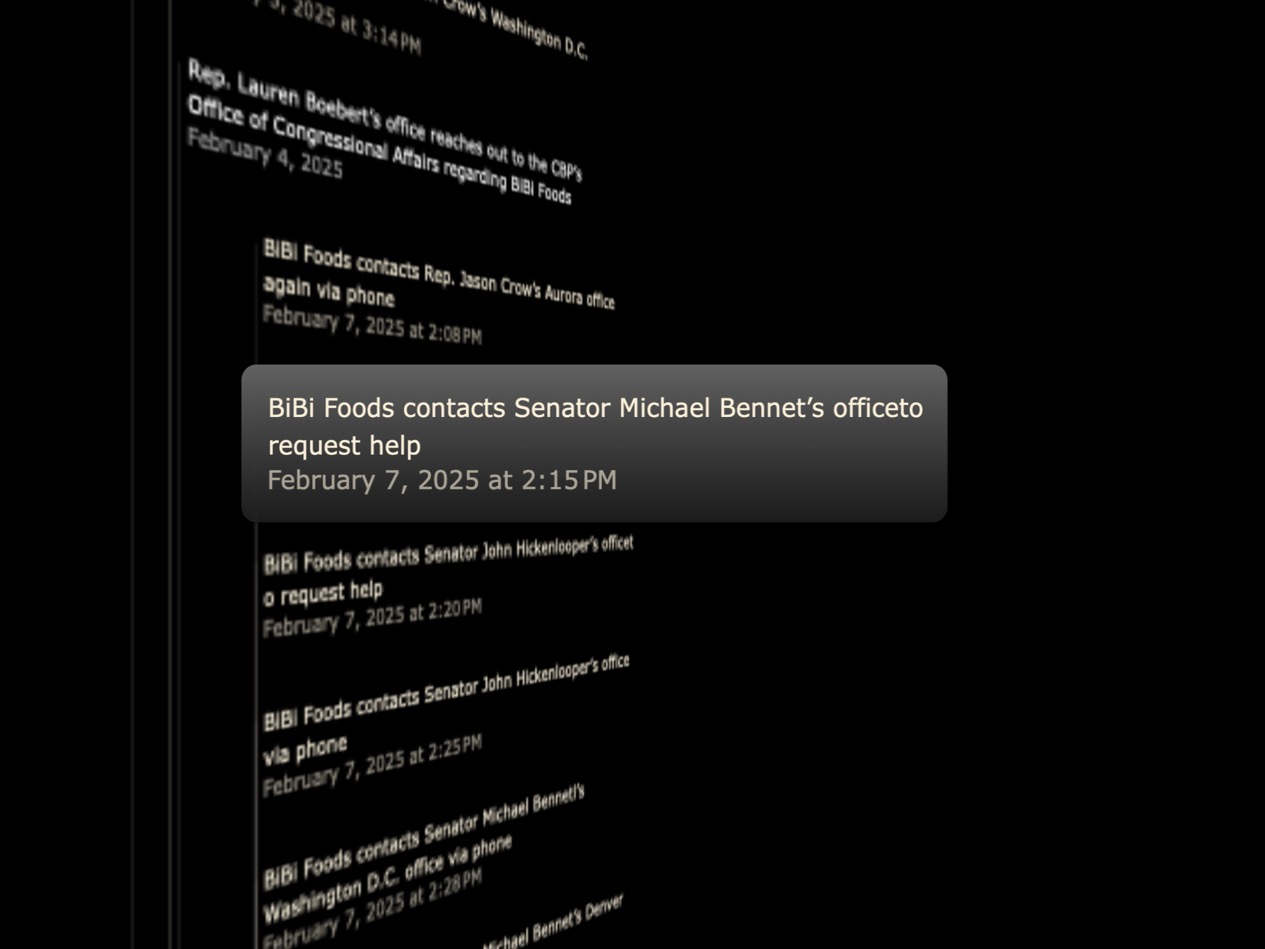 Crow's Washington D.C.
5, 2025 at 3:14 PM
Rep. Lauren Boebert's office reaches out to the CBP's
Office of Congressional Affairs regarding BiBi Foods
February 4, 2025
BiBi Foods contacts Rep. Jason Crow's Aurora office
again via phone
February 7, 2025 at 2:08 PM
BiBi Foods contacts Senator Michael Bennet’s officeto
request help
February 7, 2025 at 2:15 PM
BiBi Foods contacts Senator John Hickenlooper's officet
o request help
February 7, 2025 at 2:20 PM
BiBi Foods contacts Senator John Hickenlooper's office
via phone
February 7, 2025 at 2:25 PM
BiBi Foods contacts Senator Michael Bennetl's
Washington D.C. office via phone
February 7, 2025 at 2:28 PM
Michael Bennet's Denver